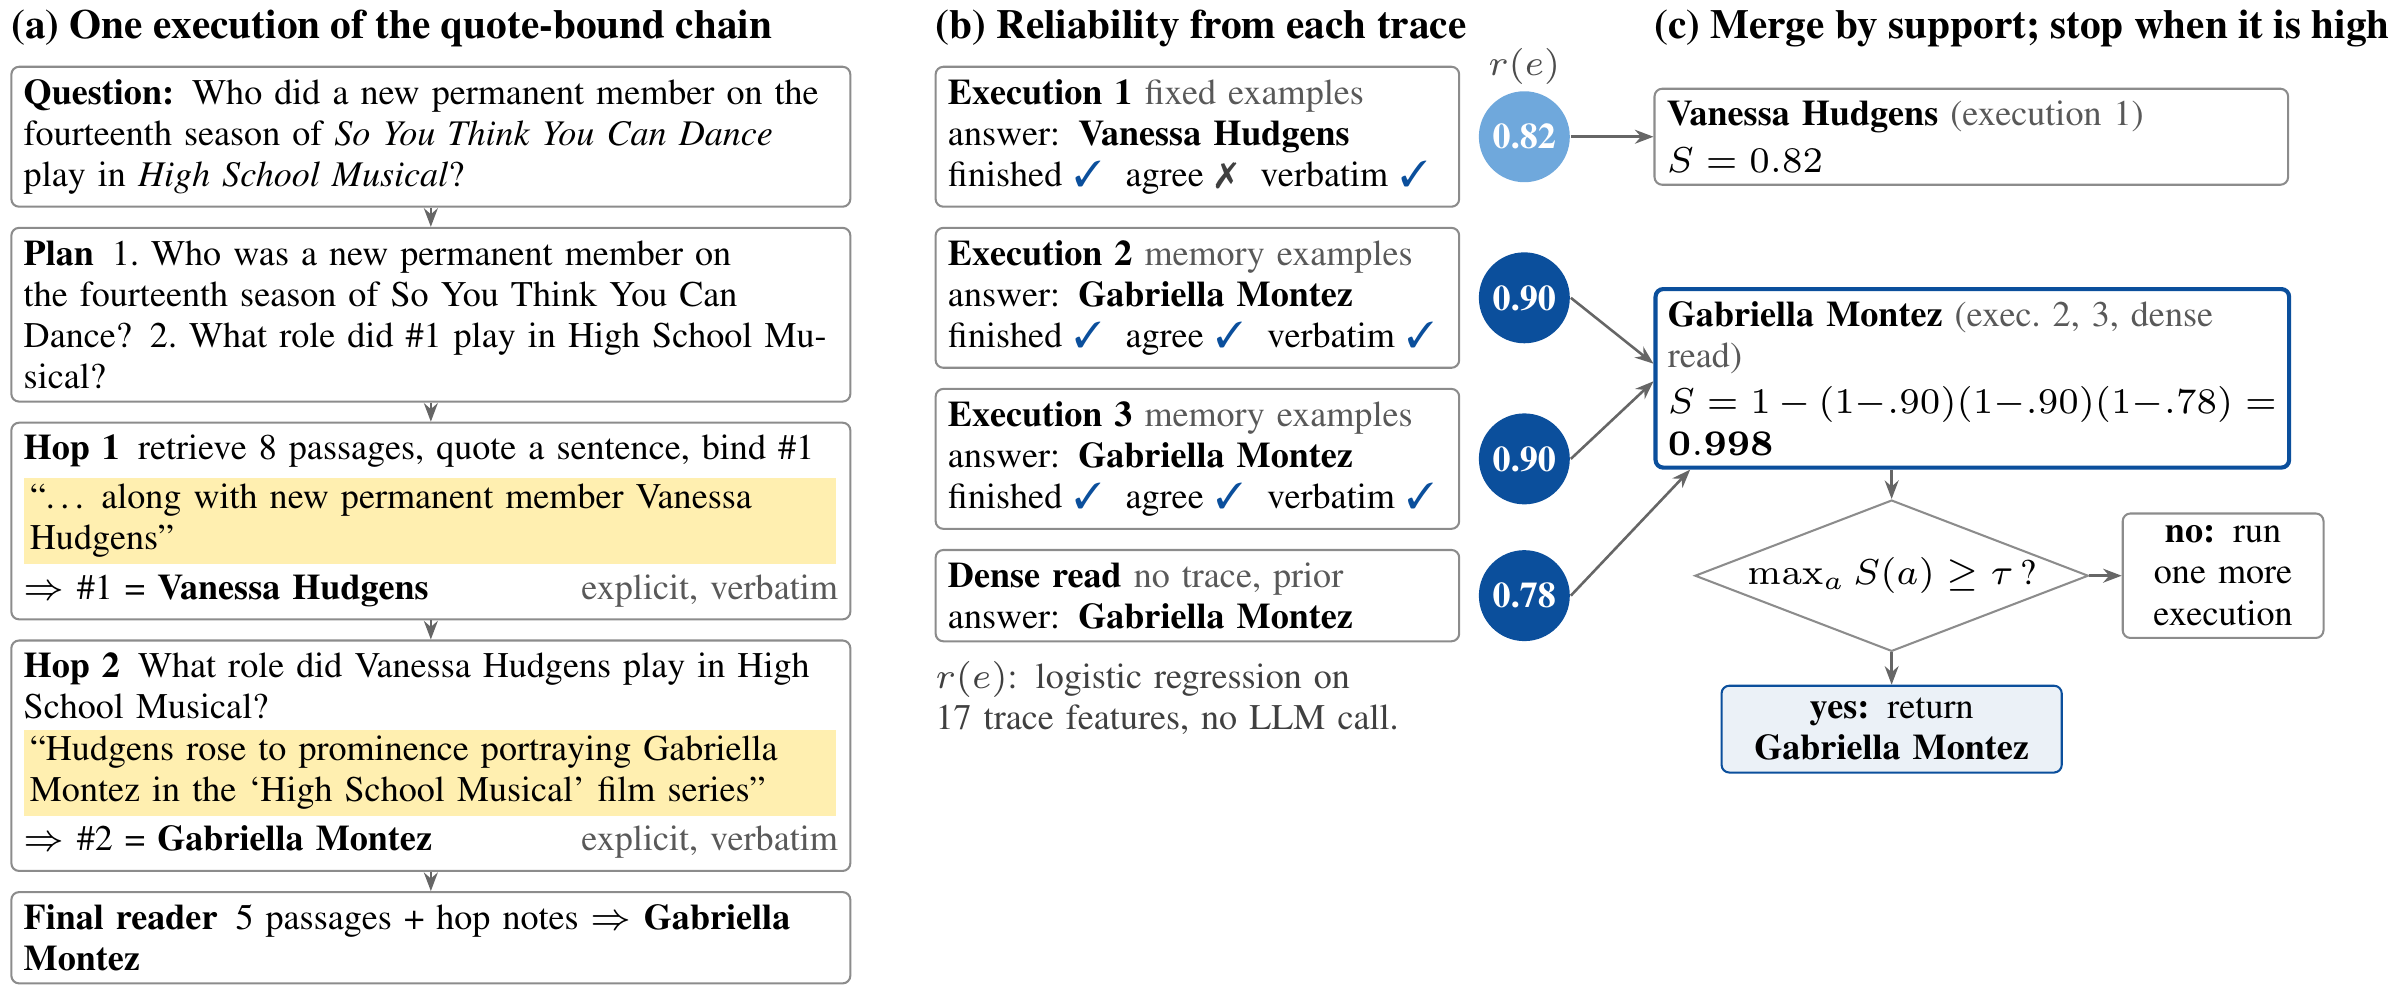 (a) One execution of the quote-bound chain
Question: Who did a new permanent member on the
fourteenth season of So You Think You Can Dance
play in High School Musical?
Plan 1. Who was a new permanent member on
the fourteenth season of So You Think You Can
Dance? 2. What role did #1 play in High School Mu-
sical?
Hop 1 retrieve 8 passages, quote a sentence, bind #1
“… along with new permanent member Vanessa
Hudgens”
⇒ #1 = Vanessa Hudgens explicit, verbatim
Hop 2 What role did Vanessa Hudgens play in High
School Musical?
“Hudgens rose to prominence portraying Gabriella
Montez in the ‘High School Musical’ film series”
⇒ #2 = Gabriella Montez explicit, verbatim
Final reader 5 passages + hop notes ⇒ Gabriella
Montez
(b) Reliability from each trace
r(e)
Execution 1 fixed examples
answer: Vanessa Hudgens
finished ✓ agree ✗ verbatim ✓
0.82
Execution 2 memory examples
answer: Gabriella Montez
finished ✓ agree ✓ verbatim ✓
0.90
Execution 3 memory examples
answer: Gabriella Montez
finished ✓ agree ✓ verbatim ✓
0.90
Dense read no trace, prior
answer: Gabriella Montez
0.78
r(e): logistic regression on
17 trace features, no LLM call.
(c) Merge by support; stop when it is high
Vanessa Hudgens (execution 1)
S = 0.82
Gabriella Montez (exec. 2, 3, dense
read)
S = 1 − (1−.90)(1−.90)(1−.78) =
0.998
maxₐ S(a) ≥ τ ?
no: run
one more
execution
yes: return
Gabriella Montez